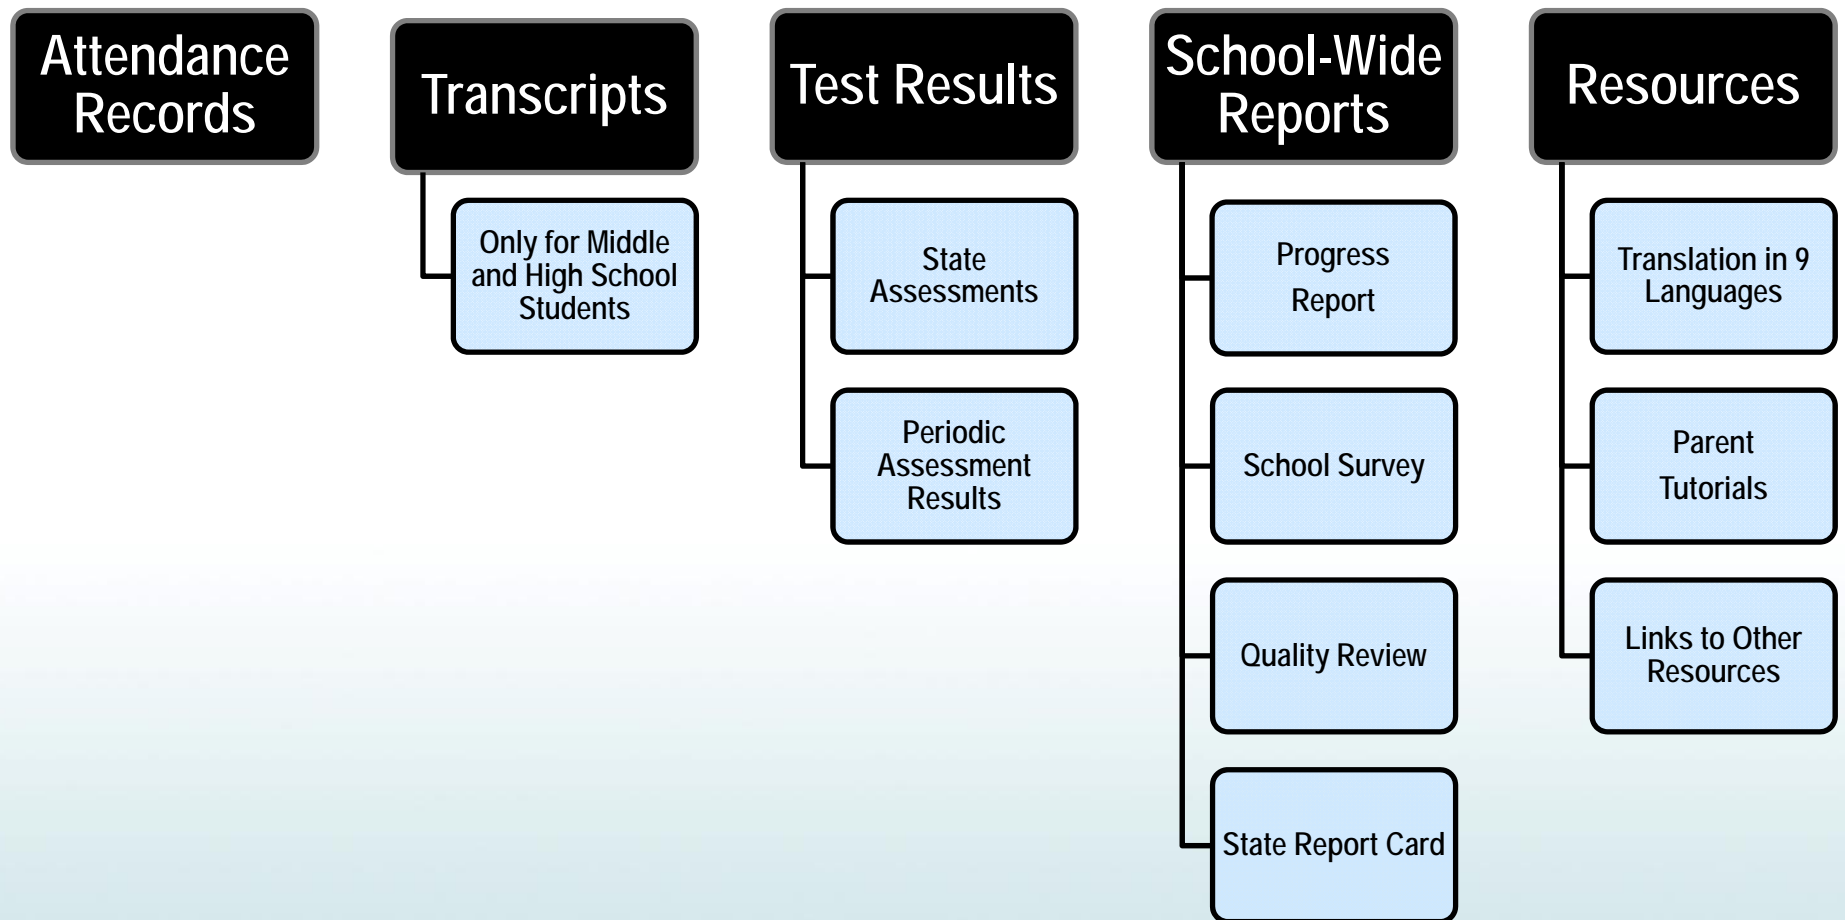 Attendance
Records
Transcripts
Only for Middle
and High School
Students
Test Results
State
Assessments
Periodic
Assessment
Results
School-Wide
Reports
Progress
Report
School Survey
Quality Review
State Report Card
Resources
Translation in 9
Languages
Parent
Tutorials
Links to Other
Resources